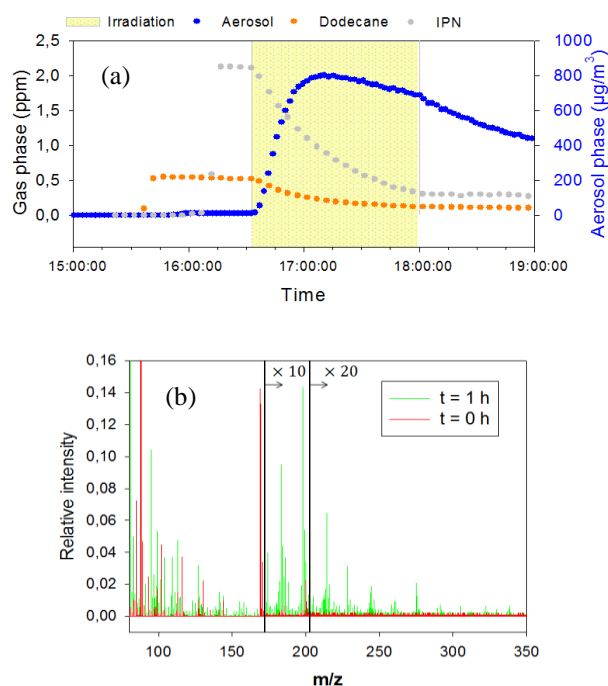 Irradiation Aerosol Dodecane IPN
(a)
Gas phase (ppm)
2,5
2,0
1,5
1,0
0,5
0,0
1000
800
600
400
200
0
Aerosol phase (µg/m³)
15:00:00 16:00:00 17:00:00 18:00:00 19:00:00
Time
(b)
× 10 × 20
t = 1 h
t = 0 h
Relative intensity
0,16
0,14
0,12
0,10
0,08
0,06
0,04
0,02
0,00
100 150 200 250 300 350
m/z